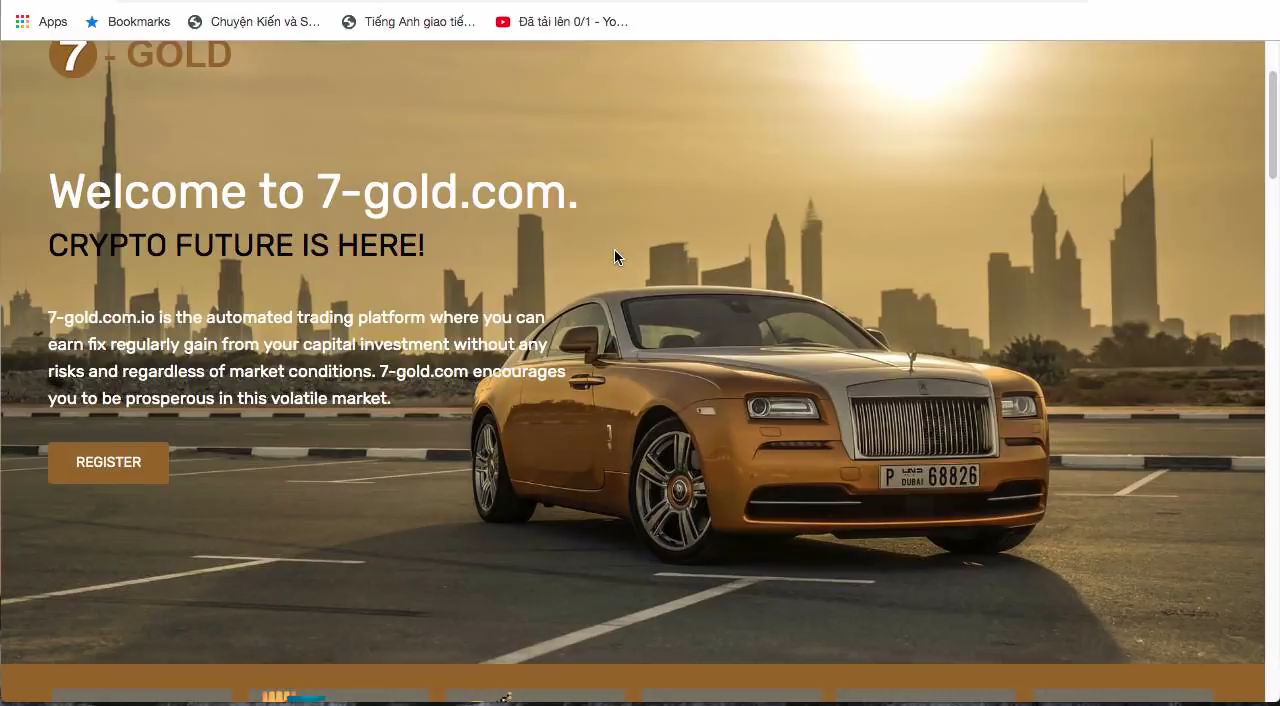 Apps
Bookmarks
Chuyện Kiến và S...
Tiếng Anh giao tiế...
Đã tải lên 0/1 - Yo...
7 - GOLD
Welcome to 7-gold.com.
CRYPTO FUTURE IS HERE!
7-gold.com.io is the automated trading platform where you can
earn fix regularly gain from your capital investment without any
risks and regardless of market conditions. 7-gold.com encourages
you to be prosperous in this volatile market.
REGISTER
P DUBAI 68826